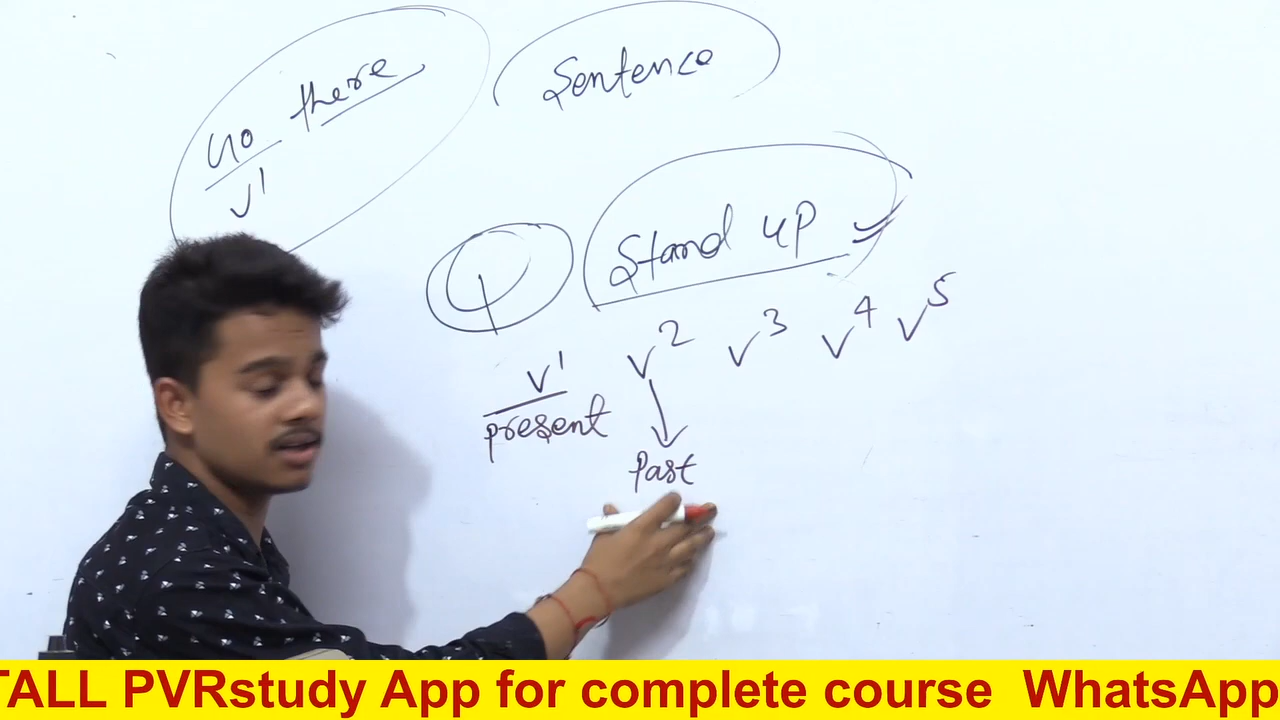 Go there
V1
Sentence
Stand up
V1 V2 V3 V4 V5
present
Past
TALL PVRstudy App for complete course WhatsApp